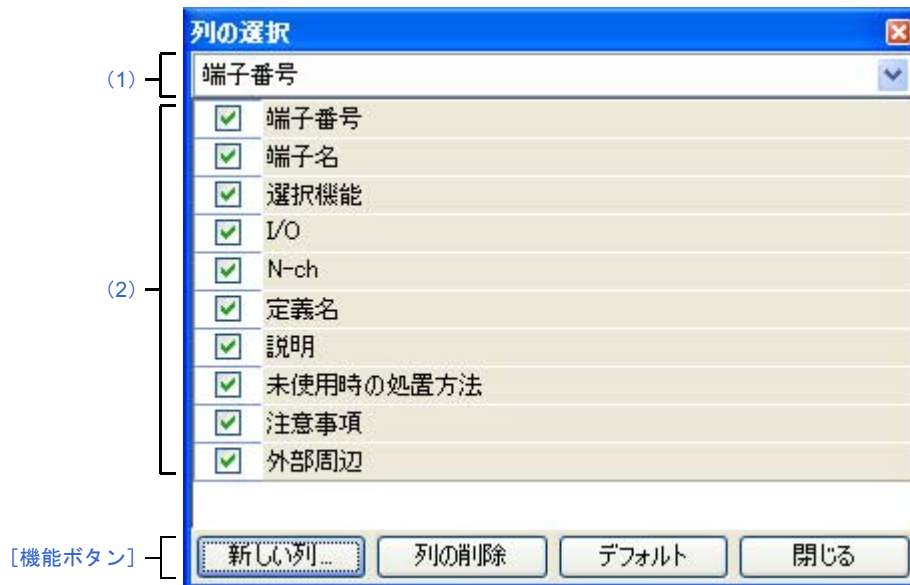 列の選択
(1)
端子番号
(2)
端子番号
端子名
選択機能
I/O
N-ch
定義名
説明
未使用時の処置方法
注意事項
外部周辺
[機能ボタン]
新しい列... 列の削除 デフォルト 閉じる